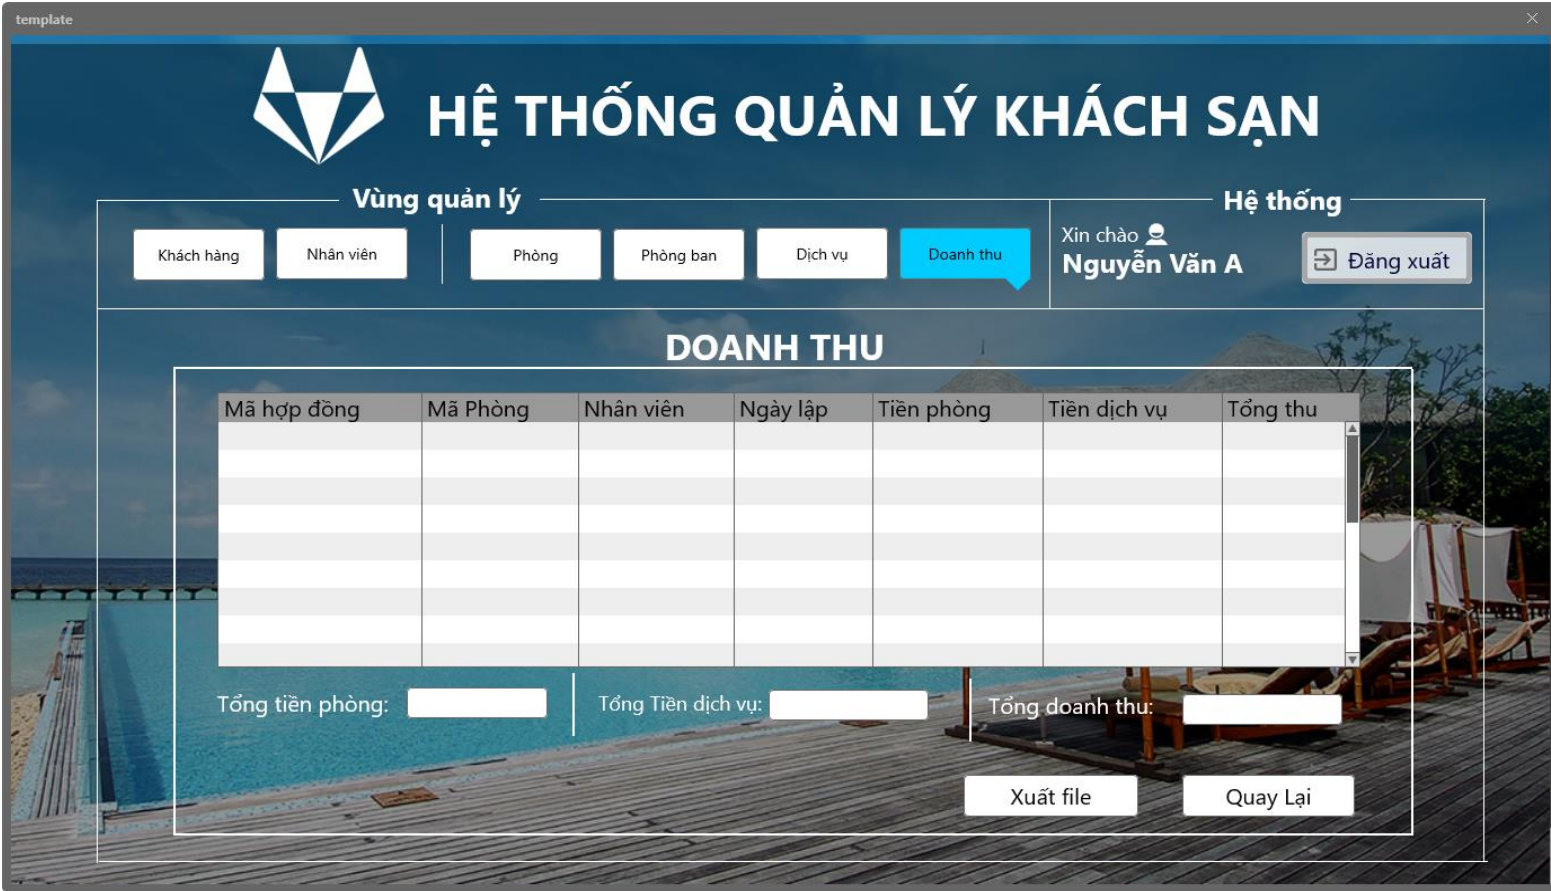 template
HỆ THỐNG QUẢN LÝ KHÁCH SẠN
Vùng quản lý
Hệ thống
Khách hàng
Nhân viên
Phòng
Phòng ban
Dịch vụ
Doanh thu
Xin chào
Nguyễn Văn A
Đăng xuất
DOANH THU
Mã hợp đồng Mã Phòng Nhân viên Ngày lập Tiền phòng Tiền dịch vụ Tổng thu
Tổng tiền phòng:
Tổng Tiền dịch vụ:
Tổng doanh thu:
Xuất file
Quay Lại